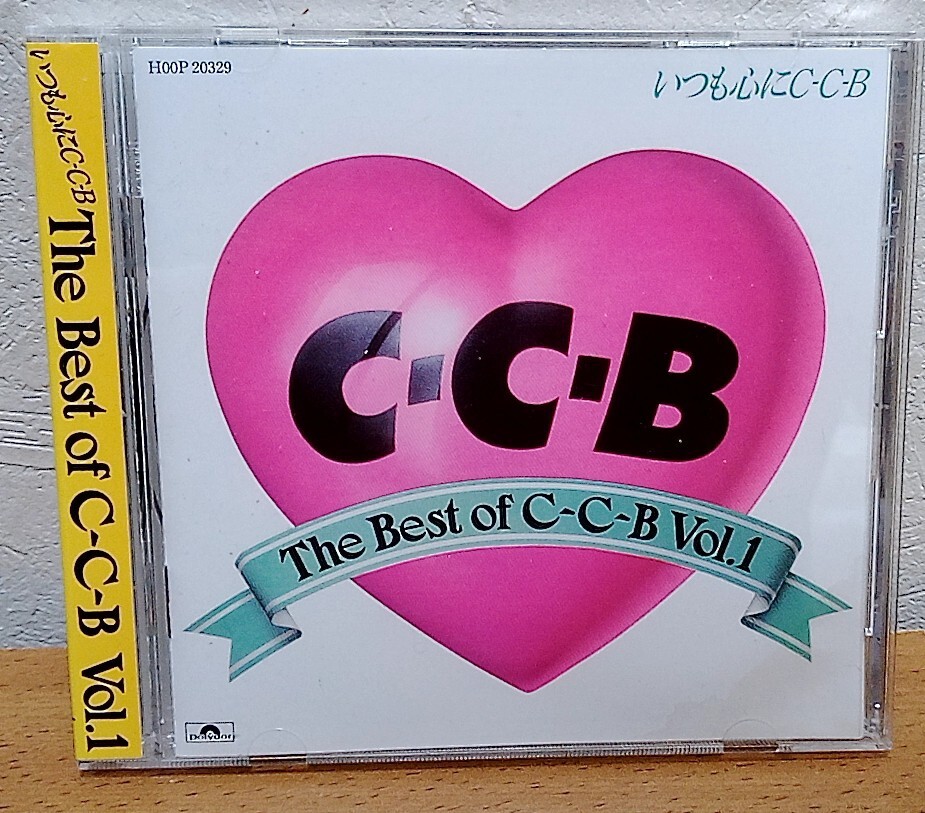 いつも心にC-C-B The Best of C-C-B Vol.1
H00P 20329
いつも心にC-C-B
C-C-B
The Best of C-C-B Vol.1
Polydor